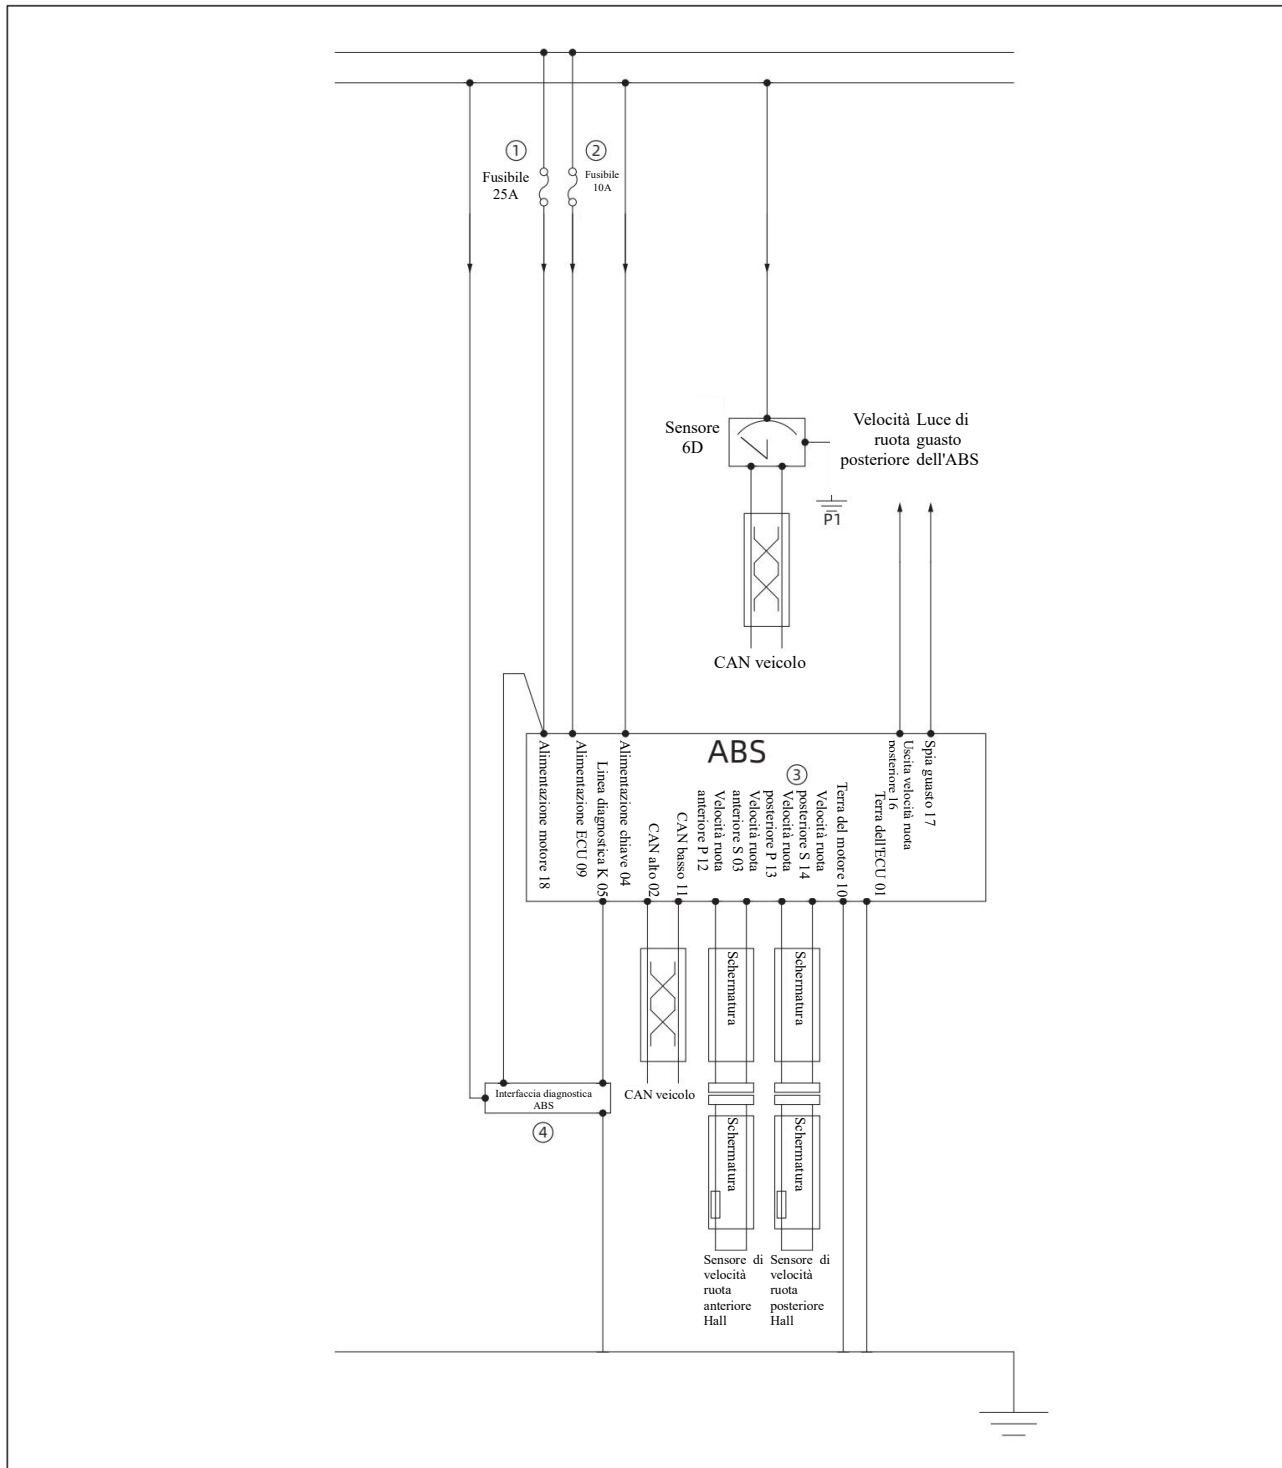 ①
Fusibile
25A
②
Fusibile
10A
Sensore
6D
P1
CAN veicolo
Velocità Luce di
ruota guasto
posteriore dell'ABS
ABS
③
Alimentazione motore 18
Alimentazione ECU 09
Linea diagnostica K 05
Alimentazione chiave 04
CAN alto 02
CAN basso 11
Velocità ruota
anteriore P 12
Velocità ruota
anteriore S 03
Velocità ruota
posteriore P 13
Velocità ruota
posteriore S 14
Terra del motore 10
Terra dell'ECU 01
Uscita velocità ruota
posteriore 16
Spia guasto 17
Schermatura
Schermatura
Interfaccia diagnostica
ABS
④
CAN veicolo
Schermatura
Schermatura
Sensore di
velocità
ruota
anteriore
Hall
Sensore di
velocità
ruota
posteriore
Hall